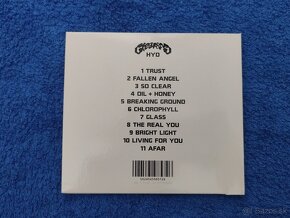 HYD
1 TRUST
2 FALLEN ANGEL
3 SO CLEAR
4 OIL + HONEY
5 BREAKING GROUND
6 CHLOROPHYLL
7 GLASS
8 THE REAL YOU
9 BRIGHT LIGHT
10 LIVING FOR YOU
11 AFAR